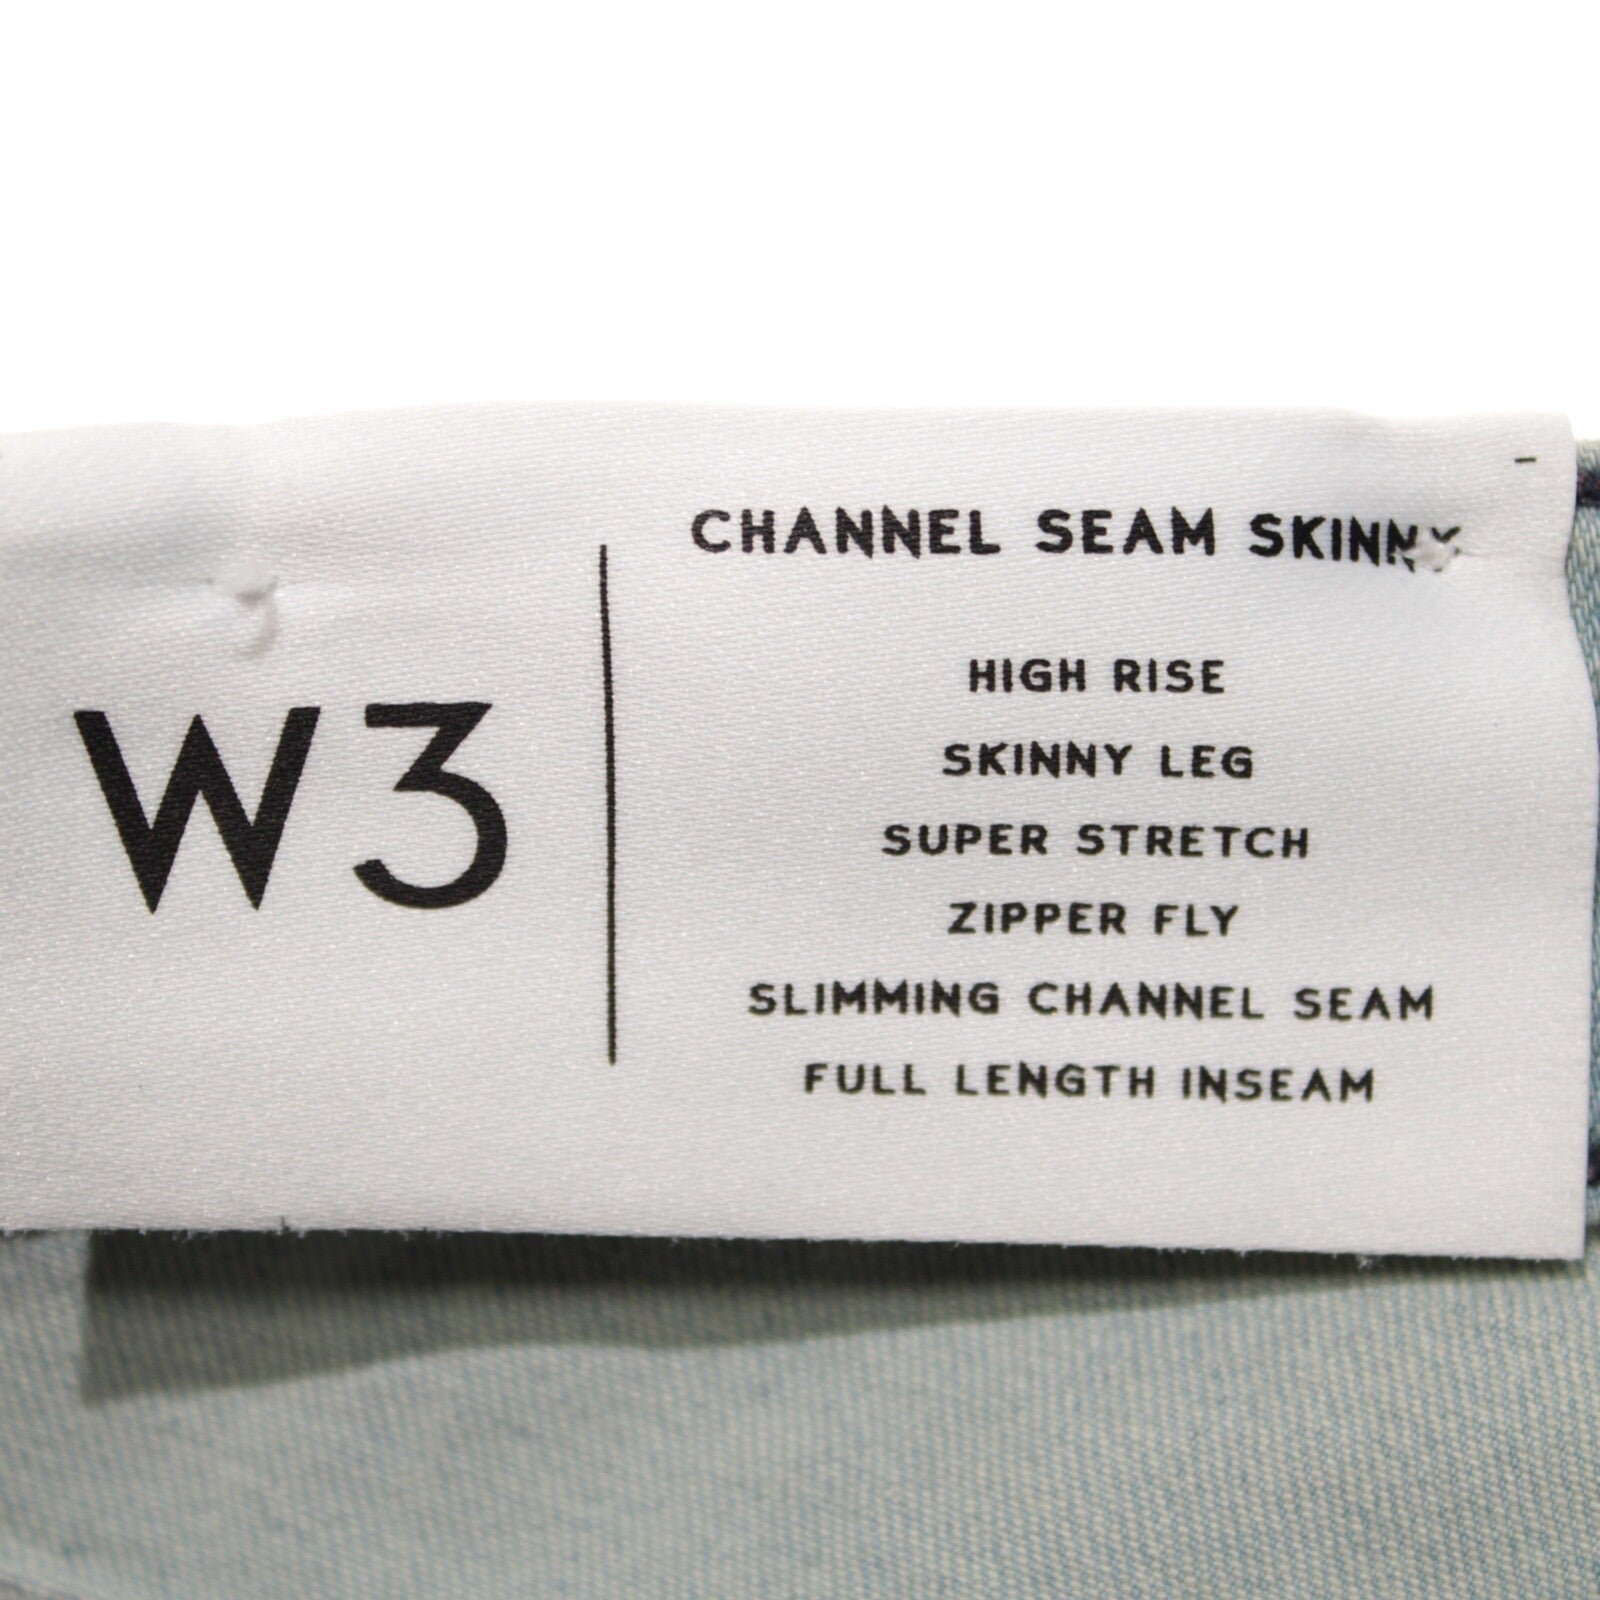 W3
CHANNEL SEAM SKINNY
HIGH RISE
SKINNY LEG
SUPER STRETCH
ZIPPER FLY
SLIMMING CHANNEL SEAM
FULL LENGTH INSEAM